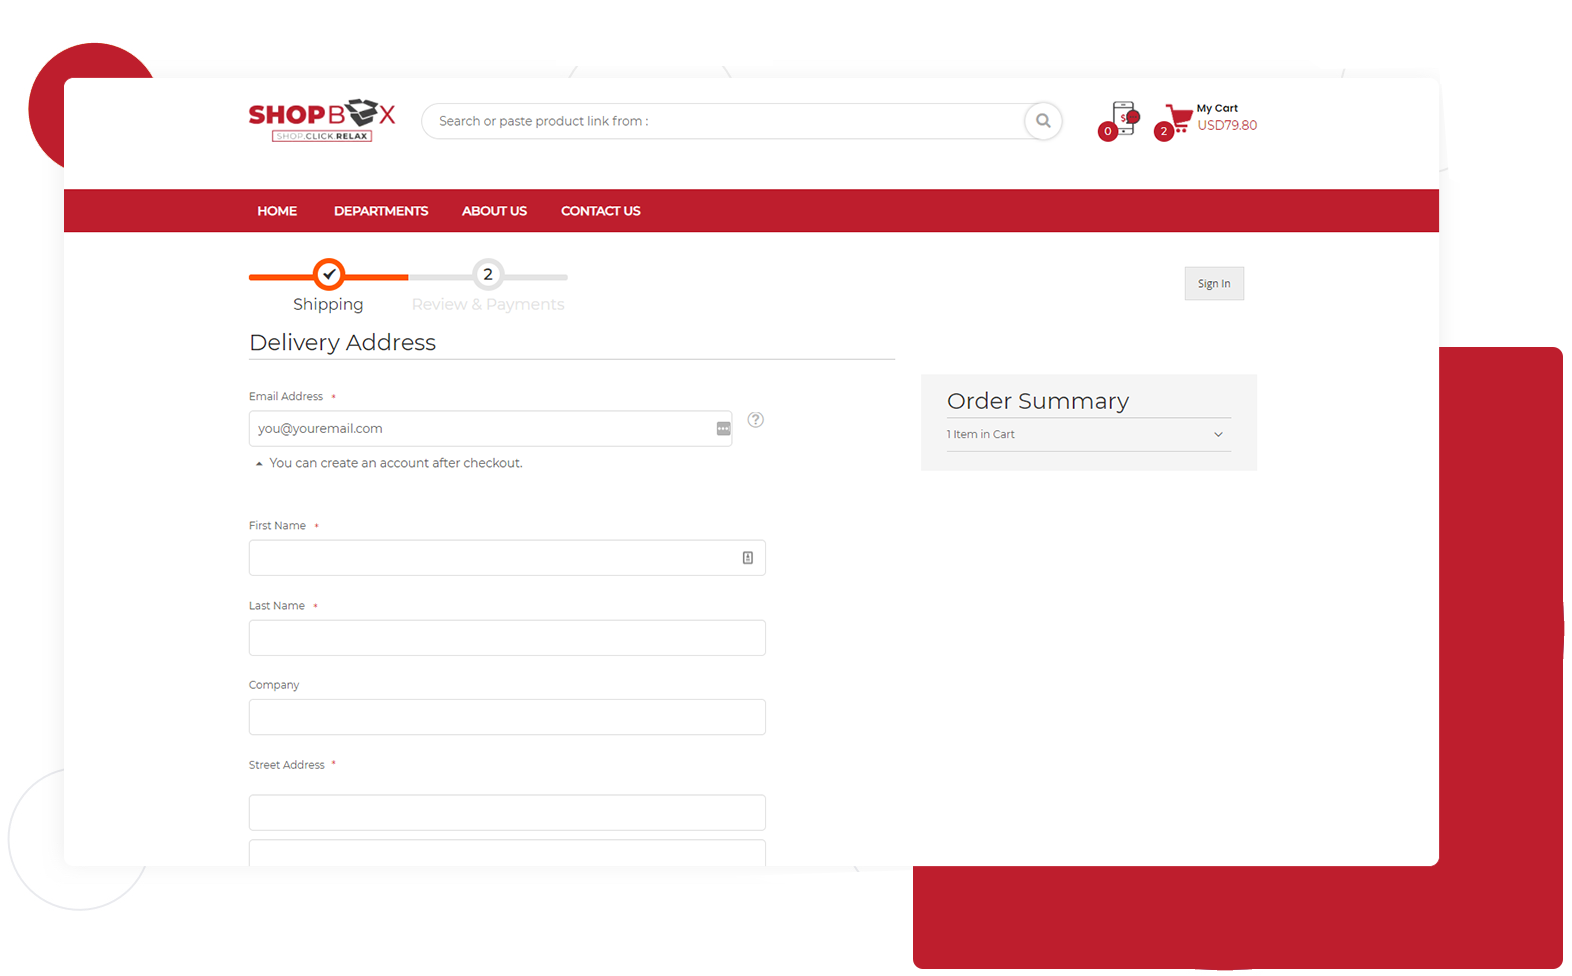 SHOPBOX
SHOP.CLICK RELAX
Search or paste product link from :
$
0
2
My Cart
USD79.80
HOME
DEPARTMENTS
ABOUT US
CONTACT US
2
Shipping
Review & Payments
Sign In
Delivery Address
Email Address *
you@youremail.com
?
You can create an account after checkout.
Order Summary
1 Item in Cart
First Name *
Last Name *
Company
Street Address *